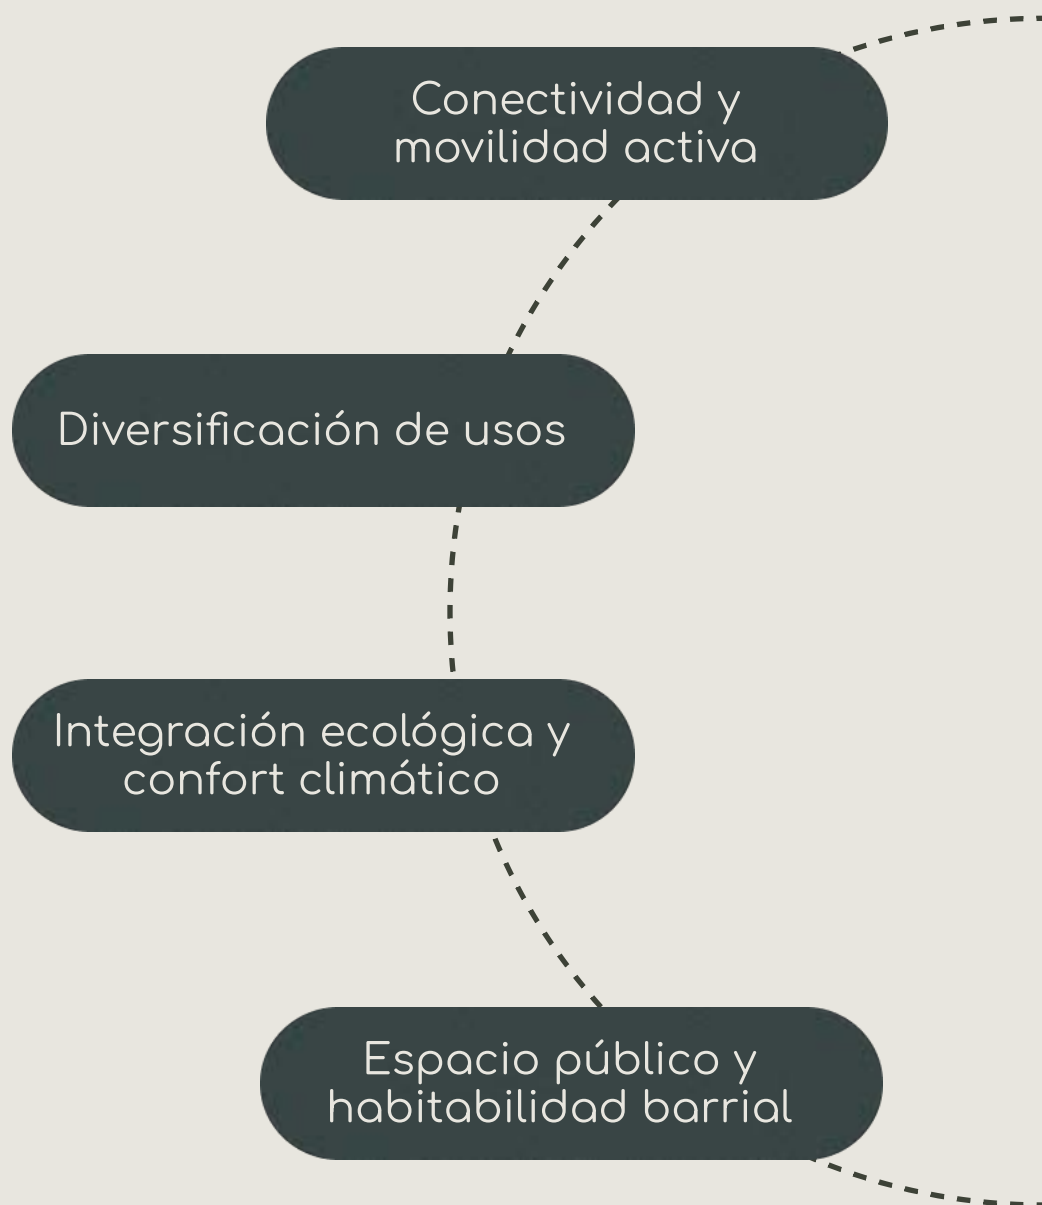 Conectividad y
movilidad activa
Diversificación de usos
Integración ecológica y
confort climático
Espacio público y
habitabilidad barrial